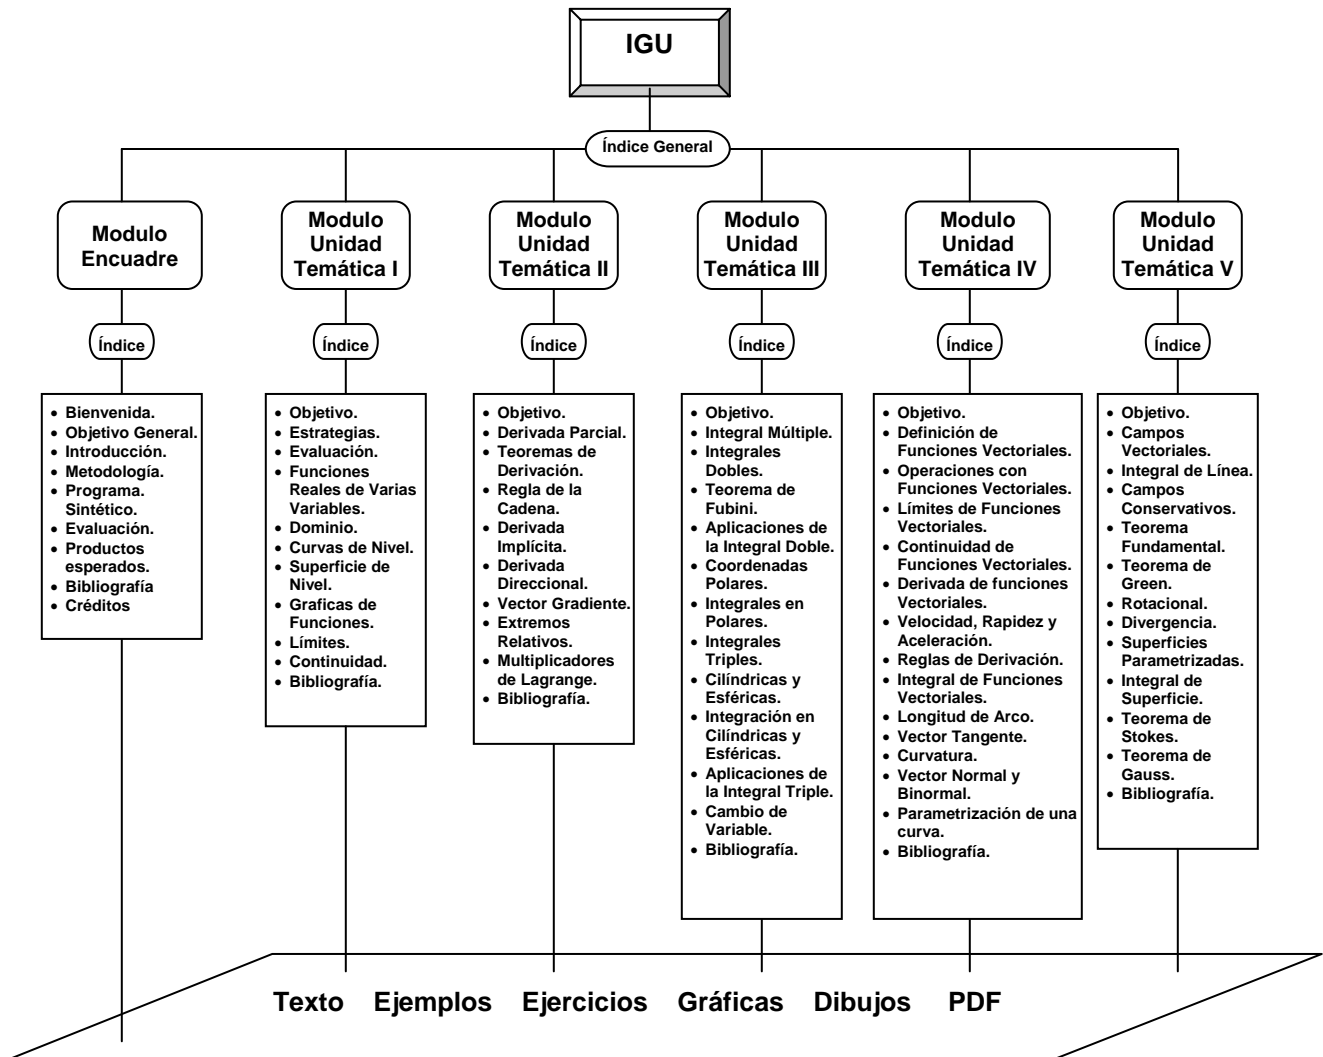 IGU
Índice General
Modulo
Encuadre
Modulo
Unidad
Temática I
Modulo
Unidad
Temática II
Modulo
Unidad
Temática III
Modulo
Unidad
Temática IV
Modulo
Unidad
Temática V
Índice
Índice
Índice
Índice
Índice
Índice
• Bienvenida.
• Objetivo General.
• Introducción.
• Metodología.
• Programa.
Sintético.
• Evaluación.
• Productos
esperados.
• Bibliografía
• Créditos
• Objetivo.
• Estrategias.
• Evaluación.
• Funciones
Reales de Varias
Variables.
• Dominio.
• Curvas de Nivel.
• Superficie de
Nivel.
• Graficas de
Funciones.
• Límites.
• Continuidad.
• Bibliografía.
• Objetivo.
• Derivada Parcial.
• Teoremas de
Derivación.
• Regla de la
Cadena.
• Derivada
Implícita.
• Derivada
Direccional.
• Vector Gradiente.
• Extremos
Relativos.
• Multiplicadores
de Lagrange.
• Bibliografía.
• Objetivo.
• Integral Múltiple.
• Integrales
Dobles.
• Teorema de
Fubini.
• Aplicaciones de
la Integral Doble.
• Coordenadas
Polares.
• Integrales en
Polares.
• Integrales
Triples.
• Cilíndricas y
Esféricas.
• Integración en
Cilíndricas y
Esféricas.
• Aplicaciones de
la Integral Triple.
• Cambio de
Variable.
• Bibliografía.
• Objetivo.
• Definición de
Funciones Vectoriales.
• Operaciones con
Funciones Vectoriales.
• Límites de Funciones
Vectoriales.
• Continuidad de
Funciones Vectoriales.
• Derivada de funciones
Vectoriales.
• Velocidad, Rapidez y
Aceleración.
• Reglas de Derivación.
• Integral de Funciones
Vectoriales.
• Longitud de Arco.
• Vector Tangente.
• Curvatura.
• Vector Normal y
Binormal.
• Parametrización de una
curva.
• Bibliografía.
• Objetivo.
• Campos
Vectoriales.
• Integral de Línea.
• Campos
Conservativos.
• Teorema
Fundamental.
• Teorema de
Green.
• Rotacional.
• Divergencia.
• Superficies
Parametrizadas.
• Integral de
Superficie.
• Teorema de
Stokes.
• Teorema de
Gauss.
• Bibliografía.
Texto Ejemplos Ejercicios Gráficas Dibujos PDF